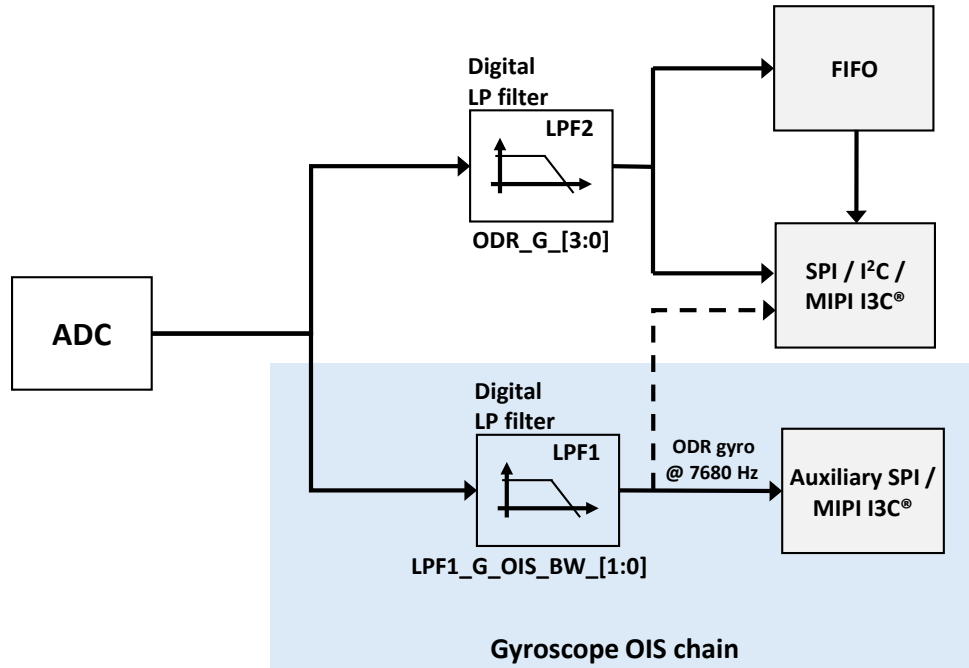 Digital
LP filter
LPF2
ODR_G_[3:0]
FIFO
SPI / I²C /
MIPI I3C®
ADC
Digital
LP filter
LPF1
LPF1_G_OIS_BW_[1:0]
ODR gyro
@ 7680 Hz
Auxiliary SPI /
MIPI I3C®
Gyroscope OIS chain